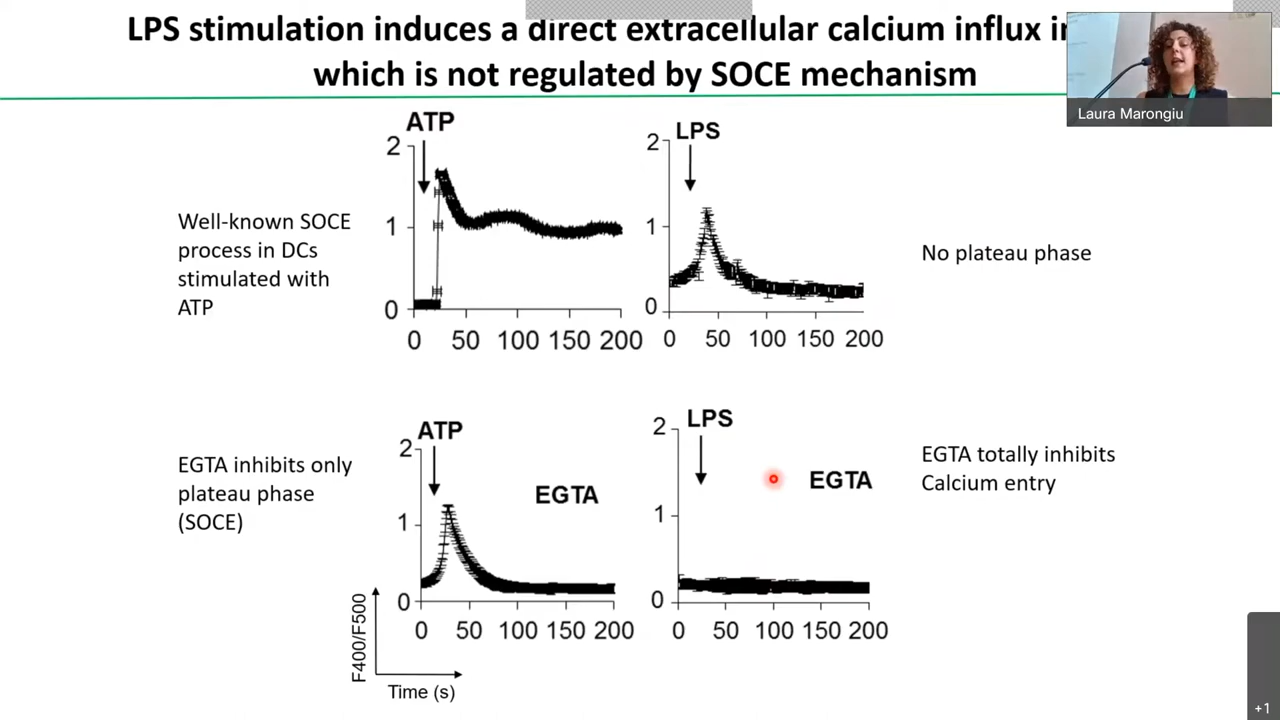 LPS stimulation induces a direct extracellular calcium influx
which is not regulated by SOCE mechanism
Laura Marongiu
ATP
2
1
0
0 50 100 150 200
Well-known SOCE
process in DCs
stimulated with
ATP
LPS
2
1
0
0 50 100 150 200
No plateau phase
EGTA inhibits only
plateau phase
(SOCE)
ATP
2
1
0
EGTA
0 50 100 150 200
F400/F500
Time (s)
LPS
2
1
0
EGTA
0 50 100 150 200
EGTA totally inhibits
Calcium entry
+1